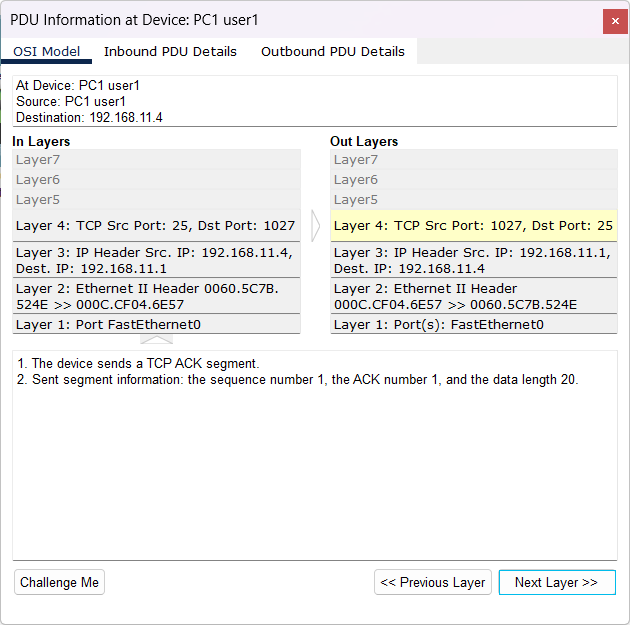 PDU Information at Device: PC1 user1
OSI Model Inbound PDU Details Outbound PDU Details
At Device: PC1 user1
Source: PC1 user1
Destination: 192.168.11.4
In Layers
Layer7
Layer6
Layer5
Layer 4: TCP Src Port: 25, Dst Port: 1027
Layer 3: IP Header Src. IP: 192.168.11.4,
Dest. IP: 192.168.11.1
Layer 2: Ethernet II Header 0060.5C7B.
524E >> 000C.CF04.6E57
Layer 1: Port FastEthernet0
Out Layers
Layer7
Layer6
Layer5
Layer 4: TCP Src Port: 1027, Dst Port: 25
Layer 3: IP Header Src. IP: 192.168.11.1,
Dest. IP: 192.168.11.4
Layer 2: Ethernet II Header
000C.CF04.6E57 >> 0060.5C7B.524E
Layer 1: Port(s): FastEthernet0
1. The device sends a TCP ACK segment.
2. Sent segment information: the sequence number 1, the ACK number 1, and the data length 20.
Challenge Me
<< Previous Layer
Next Layer >>